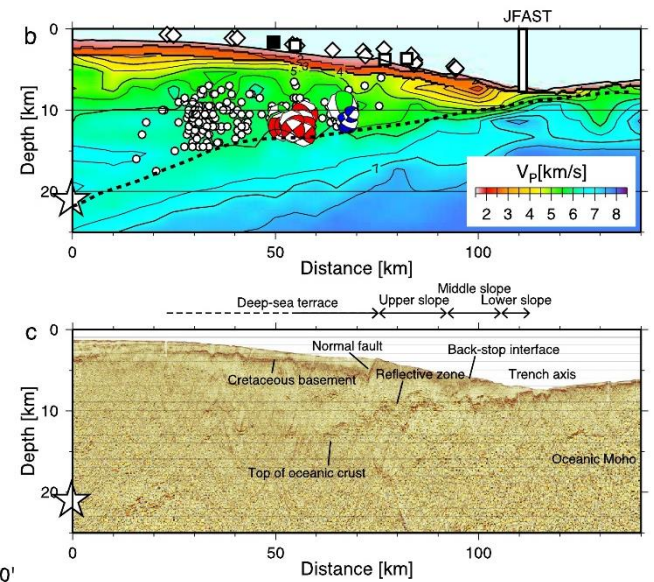 JFAST
b
0
5
4
Depth [km]
10
7
20
V_P[km/s]
2 3 4 5 6 7 8
0 50 100
Distance [km]
Middle slope
Deep-sea terrace Upper slope Lower slope
c
0
Normal fault Back-stop interface
Cretaceous basement Reflective zone Trench axis
Depth [km]
10
Top of oceanic crust Oceanic Moho
20
0 50 100
0'
Distance [km]